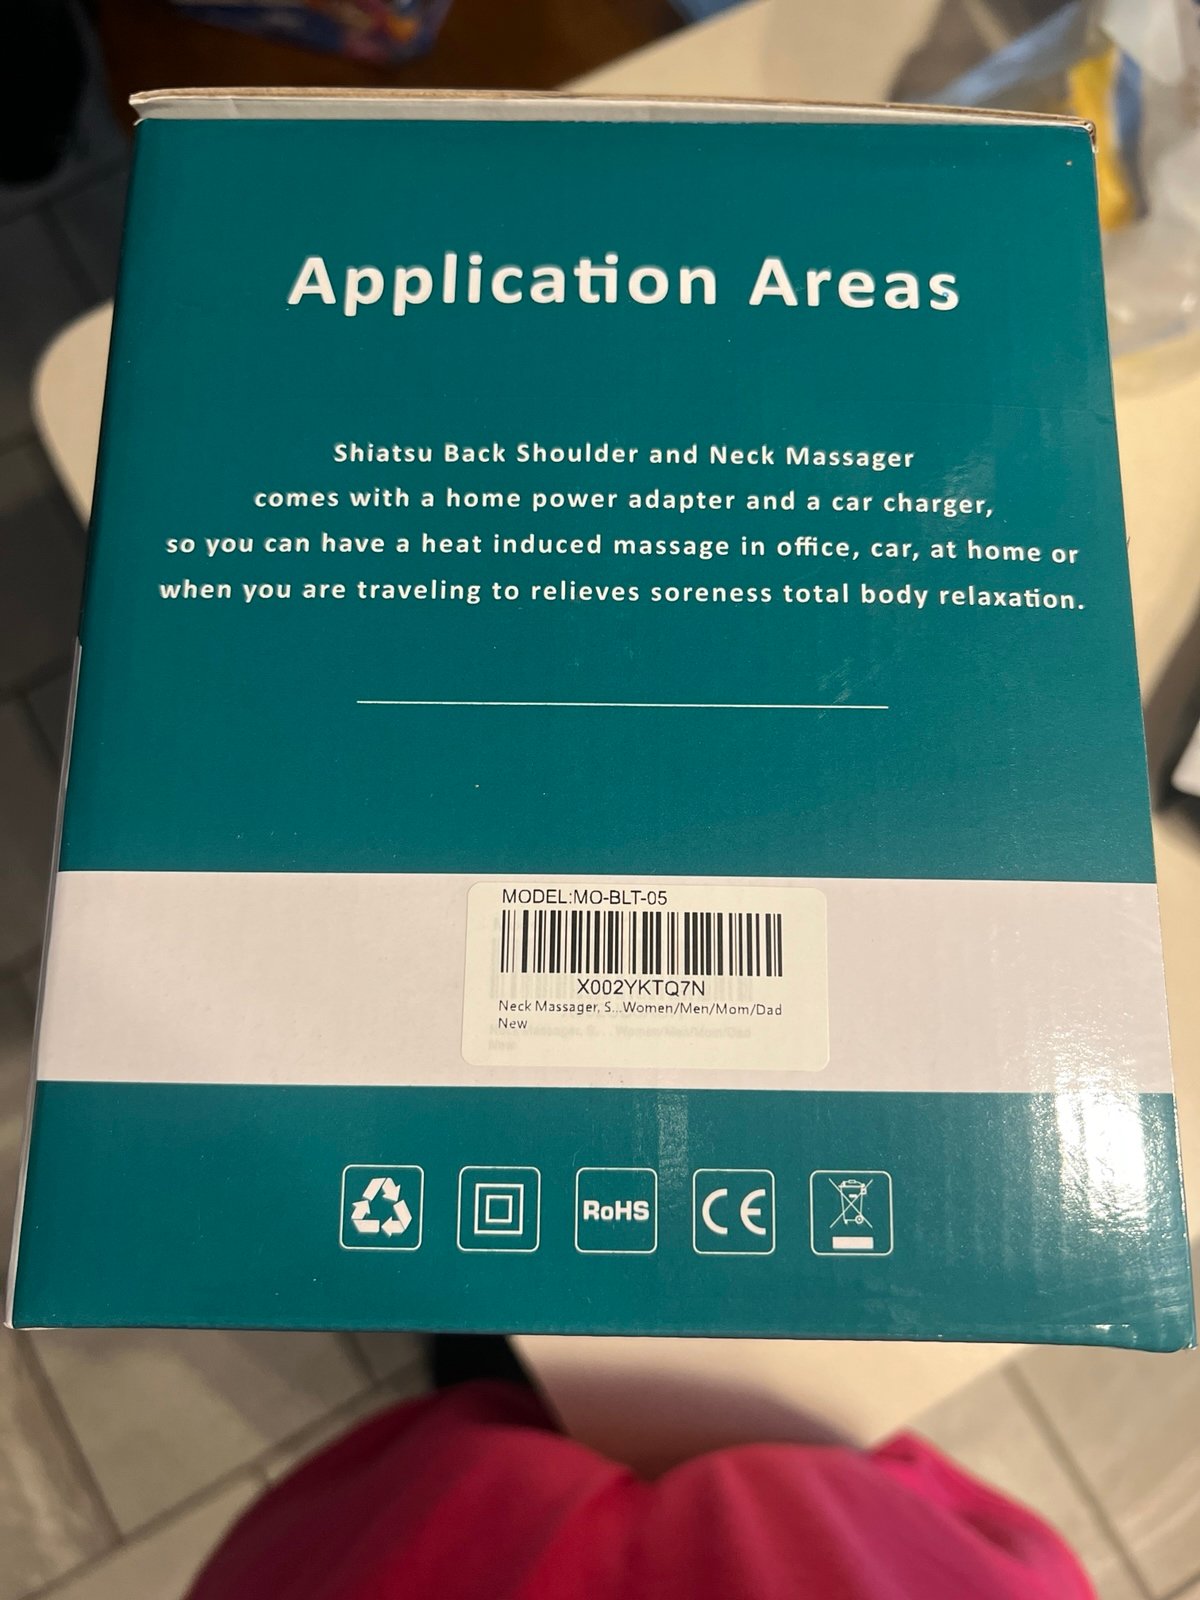 Application Areas
Shiatsu Back Shoulder and Neck Massager
comes with a home power adapter and a car charger,
so you can have a heat induced massage in office, car, at home or
when you are traveling to relieves soreness total body relaxation.
MODEL:MO-BLT-05
X002YKTQ7N
Neck Massager, S...Women/Men/Mom/Dad
New
RoHS
CE